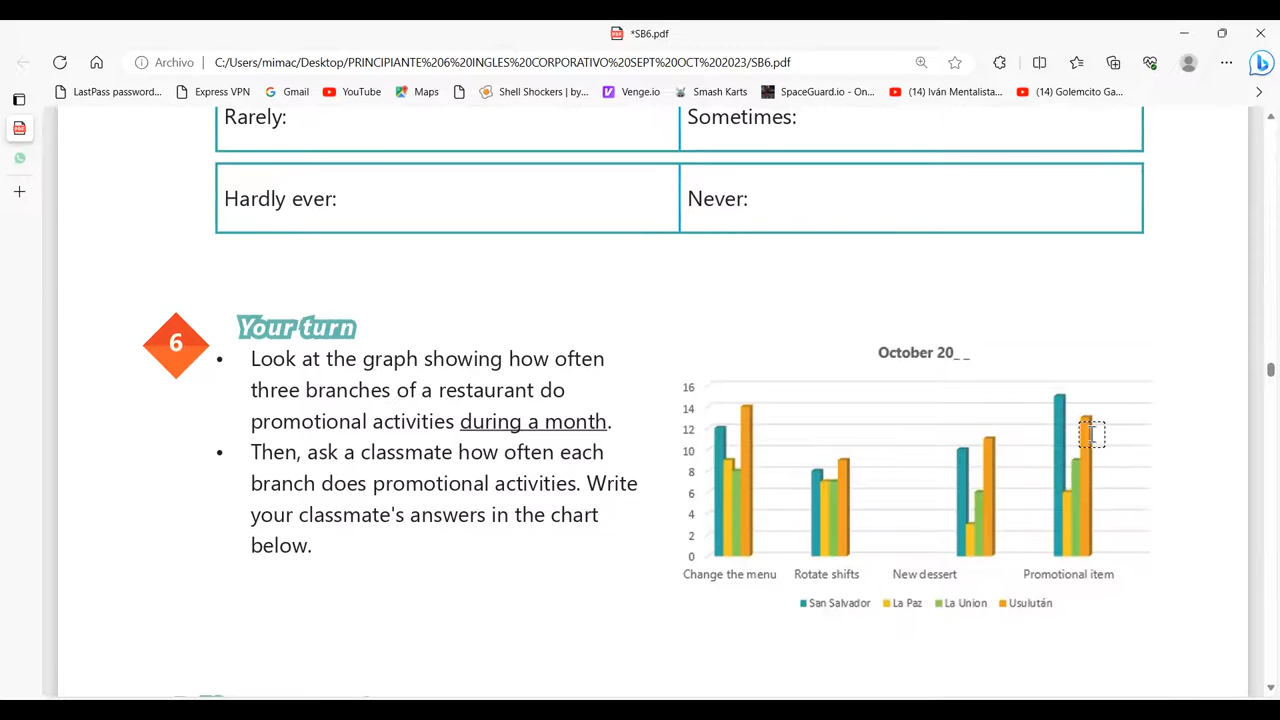 *SB6.pdf
Archivo C:/Users/mimac/Desktop/PRINCIPIANTE%206%20INGLES%20CORPORATIVO%20SEPT%20OCT%202023/SB6.pdf
LastPass password... Express VPN Gmail YouTube Maps Shell Shockers | by... Venge.io Smash Karts SpaceGuard.io - On... (14) Iván Mentalista... (14) Golemcito Ga...
Rarely: Sometimes:
Hardly ever: Never:
6 Your turn
• Look at the graph showing how often
three branches of a restaurant do
promotional activities during a month.
• Then, ask a classmate how often each
branch does promotional activities. Write
your classmate's answers in the chart
below.
October 20_ _
16
14
12
10
8
6
4
2
0
Change the menu Rotate shifts New dessert Promotional item
San Salvador La Paz La Union Usulután